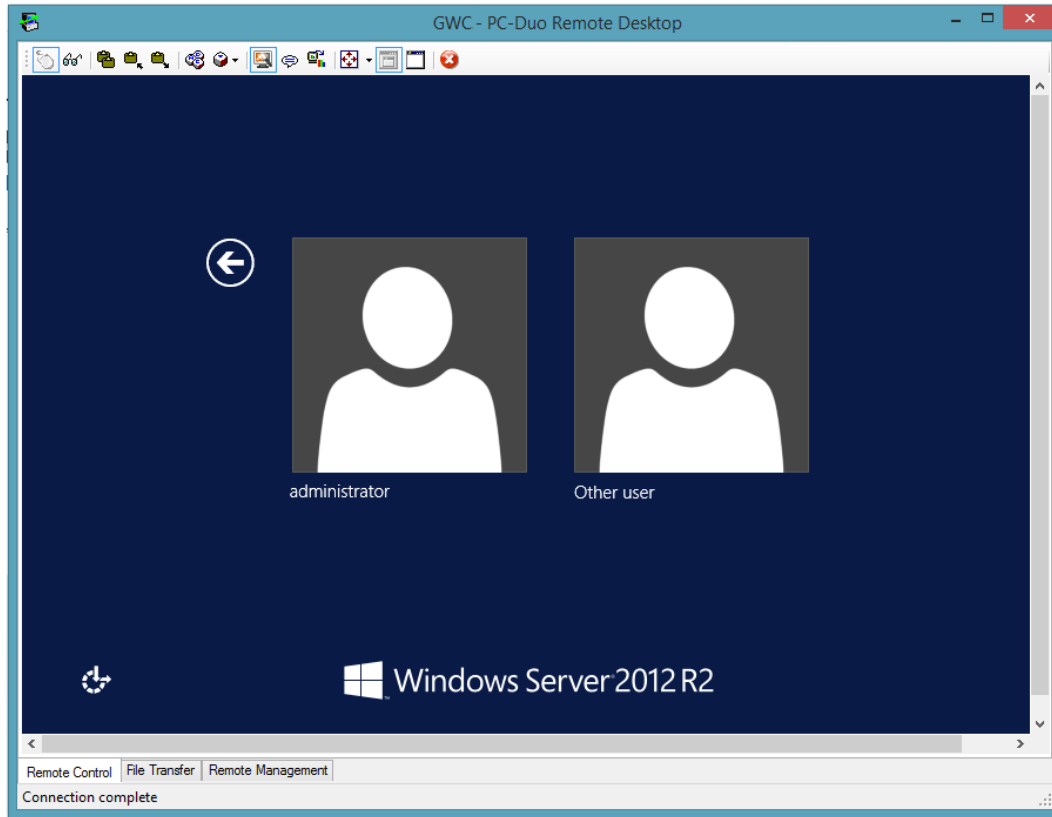 GWC - PC-Duo Remote Desktop
administrator
Other user
Windows Server 2012 R2
Remote Control File Transfer Remote Management
Connection complete